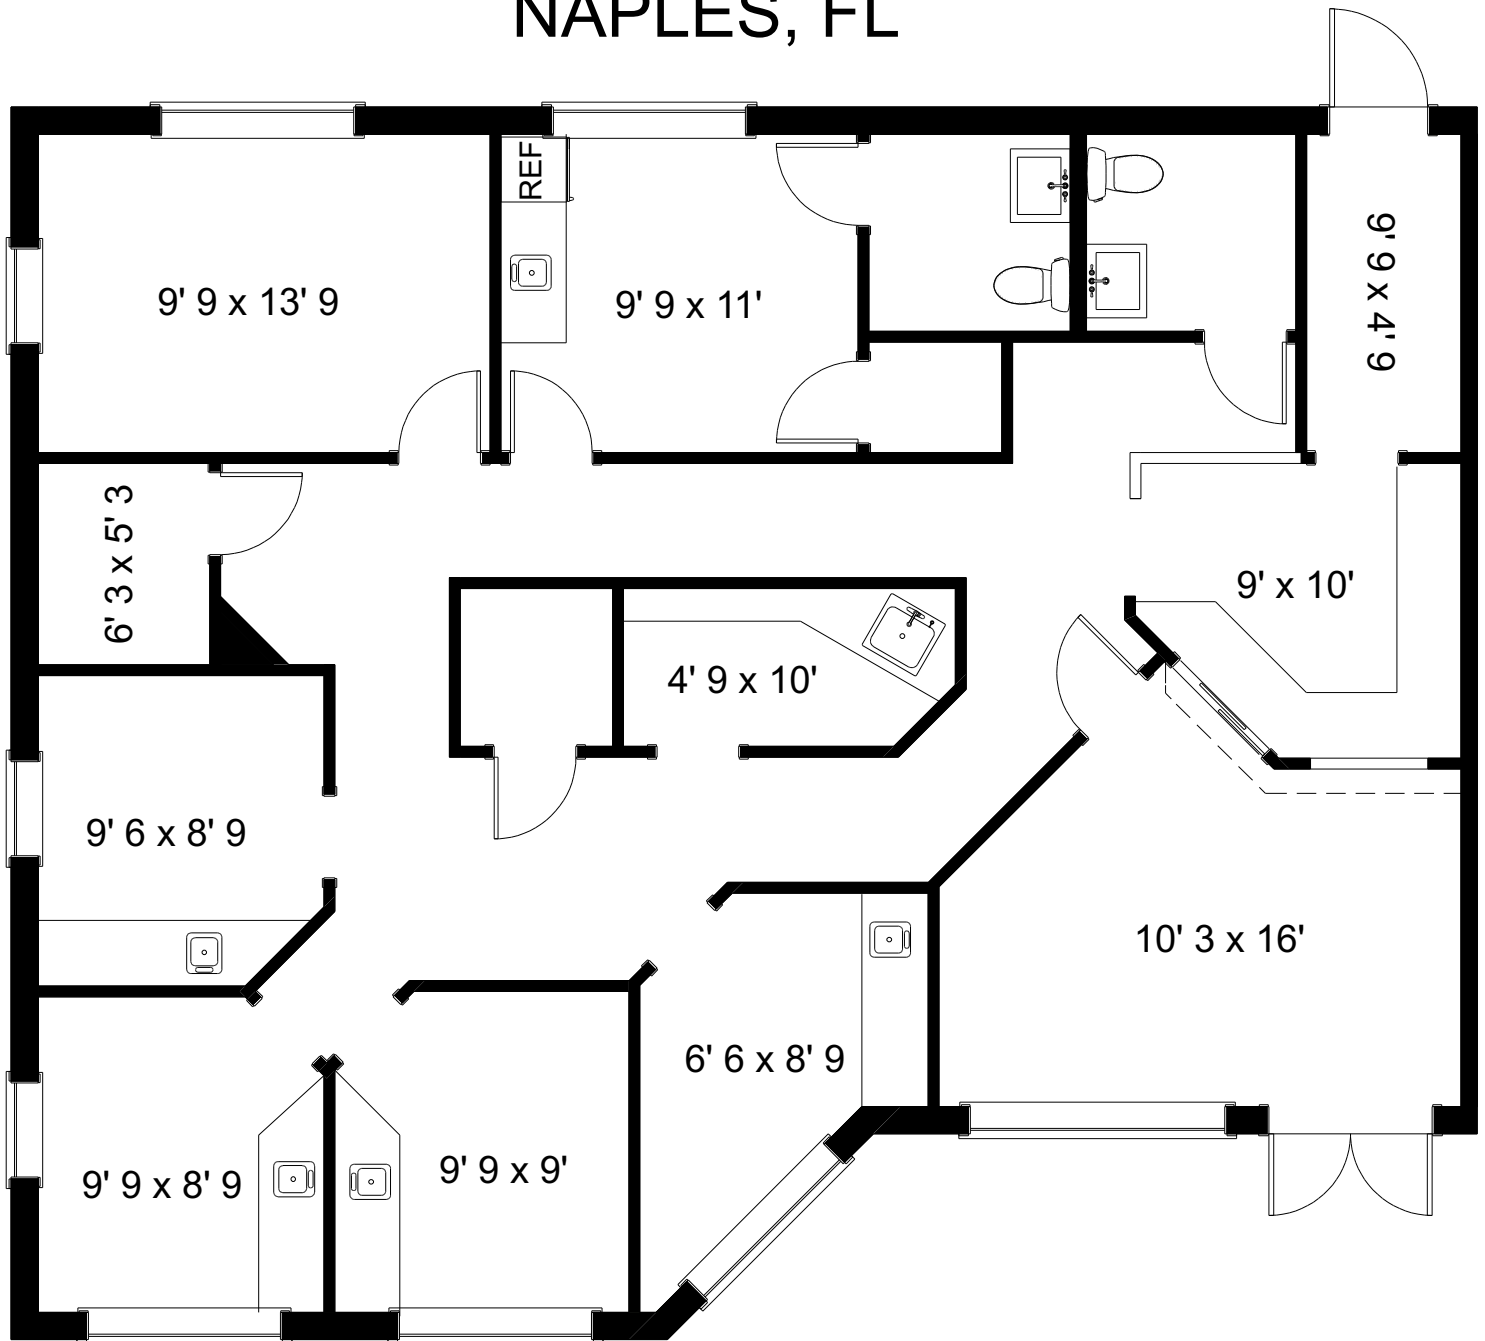 NAPLES, FL
REF
9' 9 x 13' 9
9' 9 x 11'
9' 9 x 4' 9
6' 3 x 5' 3
9' x 10'
4' 9 x 10'
9' 6 x 8' 9
10' 3 x 16'
6' 6 x 8' 9
9' 9 x 8' 9
9' 9 x 9'